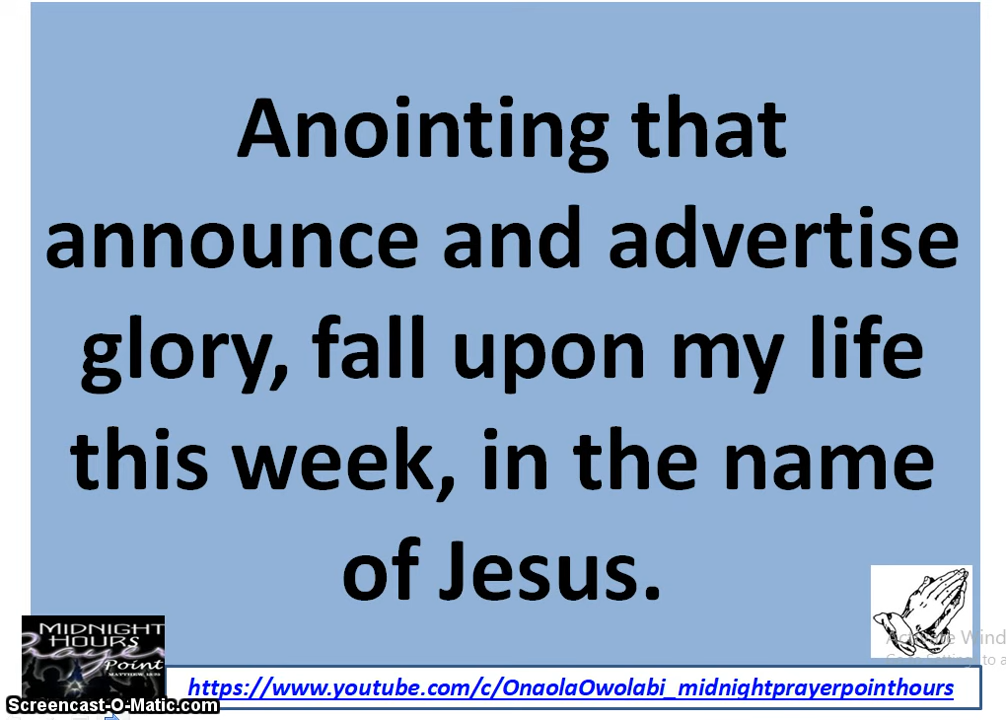 Anointing that
announce and advertise
glory, fall upon my life
this week, in the name
of Jesus.
MIDNIGHT
HOURS
Prayer
Point
https://www.youtube.com/c/OnaolaOwolabi_midnightprayerpointhours
Screencast-O-Matic.com